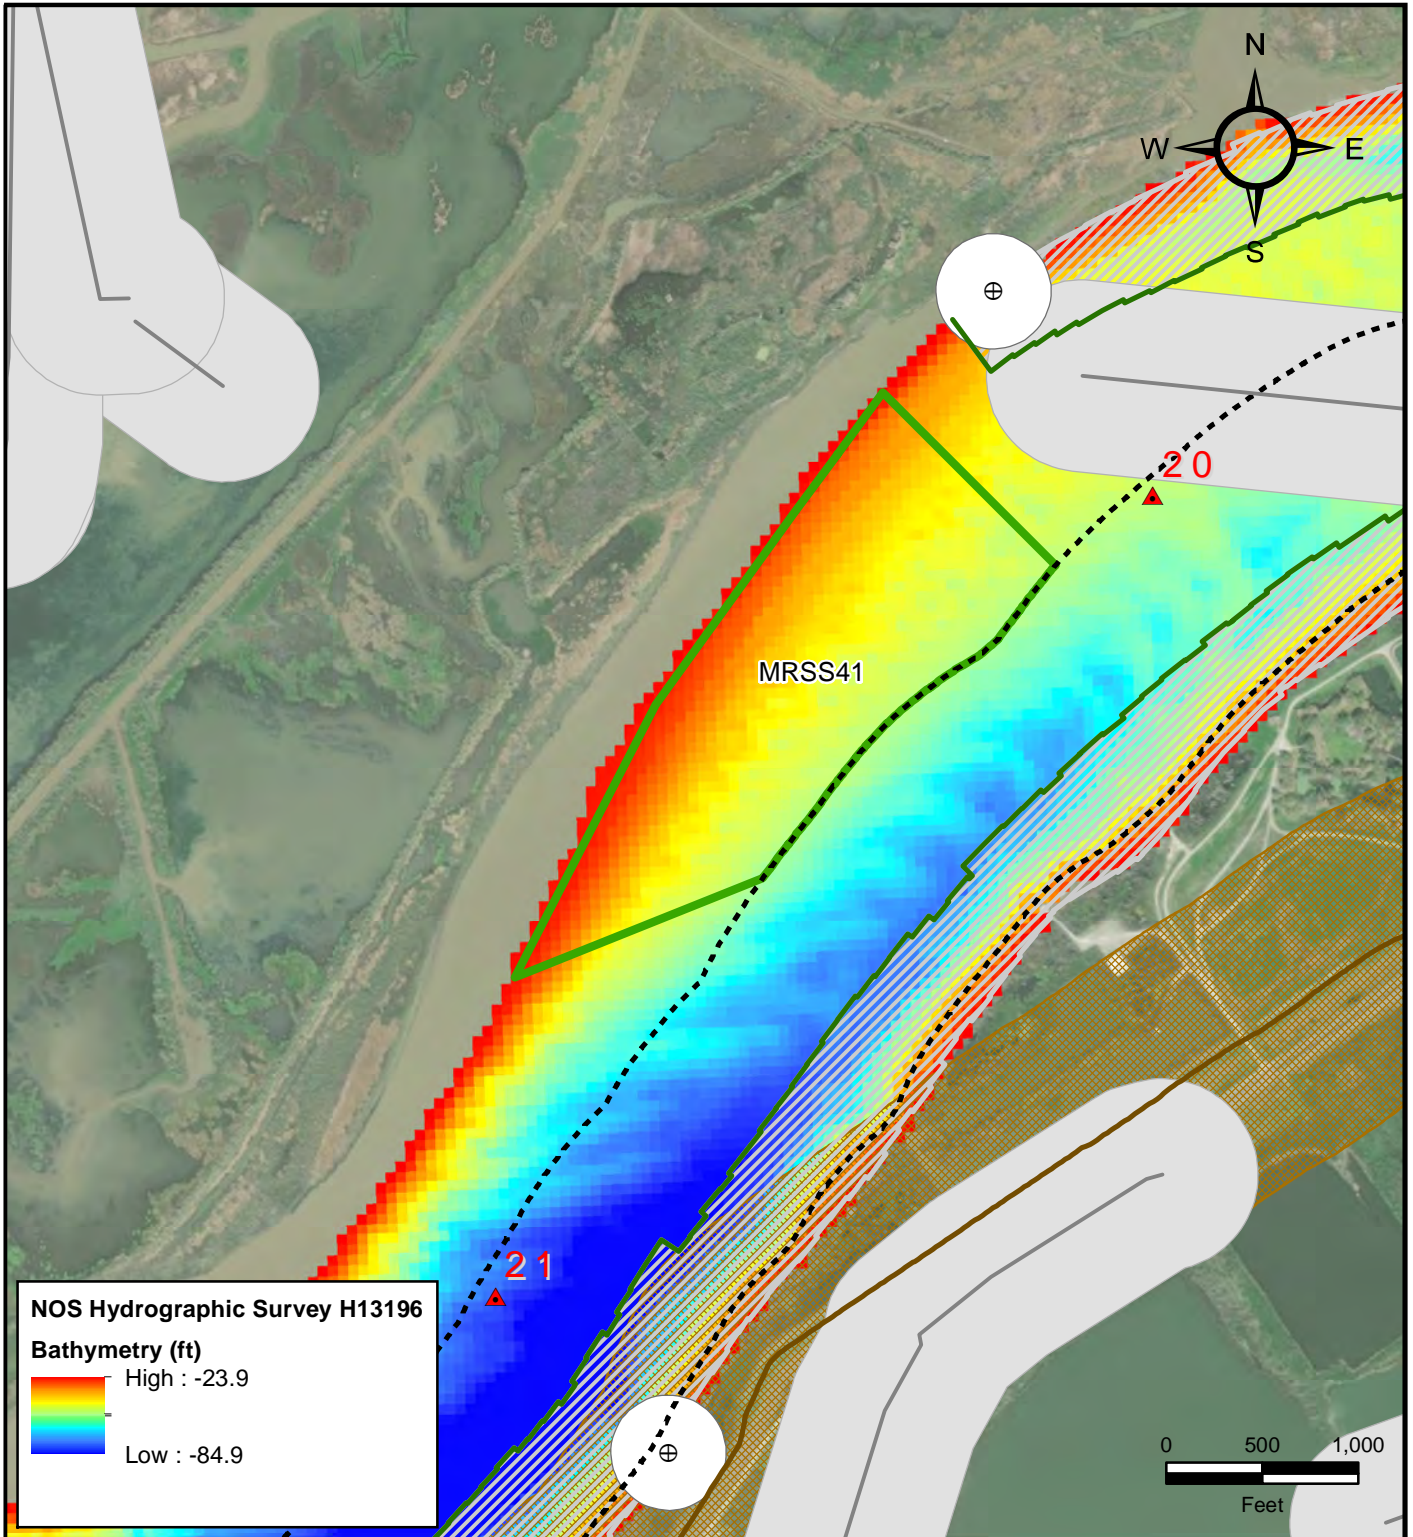 N
W E
S
20
MRSS41
21
NOS Hydrographic Survey H13196
Bathymetry (ft)
High : -23.9
Low : -84.9
0 500 1,000
Feet